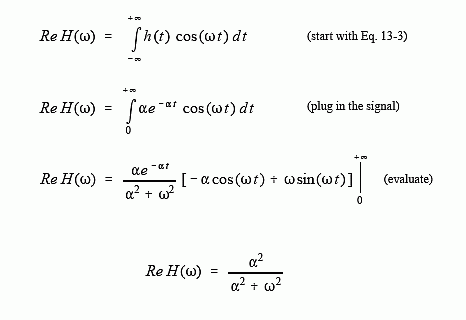 Re H(ω) = ∫_{-∞}^{+∞} h(t) cos(ωt) dt (start with Eq. 13-3)
Re H(ω) = ∫_{0}^{+∞} αe^{-αt} cos(ωt) dt (plug in the signal)
Re H(ω) = αe^{-αt} / (α² + ω²) [-α cos(ωt) + ω sin(ωt)] |_{0}^{+∞} (evaluate)
Re H(ω) = α² / (α² + ω²)